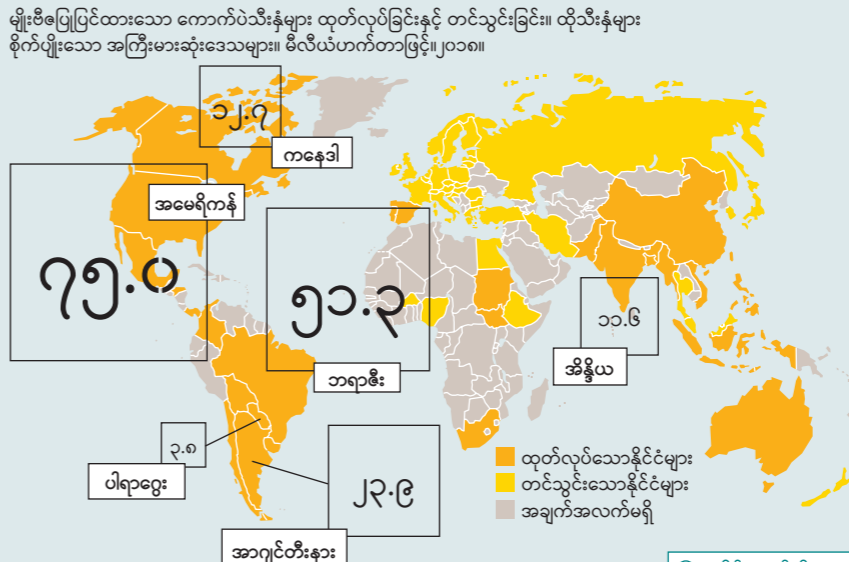 မျိုးဗီဇပြုပြင်ထားသော ကောက်ပဲသီးနှံများ ထုတ်လုပ်ခြင်းနှင့် တင်သွင်းခြင်း။ ထိုသီးနှံများ
စိုက်ပျိုးသော အကြီးမားဆုံးဒေသများ။ မီလီယံဟက်တာဖြင့်။၂၀၁၈။
၁၂.၇
ကနေဒါ
အမေရိကန်
၇၅.၀
၅၁.၃
ဘရာဇီး
၁၁.၆
အိန္ဒိယ
၃.၈
ပါရာဂွေး
၂၃.၉
အာဂျင်တီးနား
ထုတ်လုပ်သောနိုင်ငံများ
တင်သွင်းသောနိုင်ငံများ
အချက်အလက်မရှိ